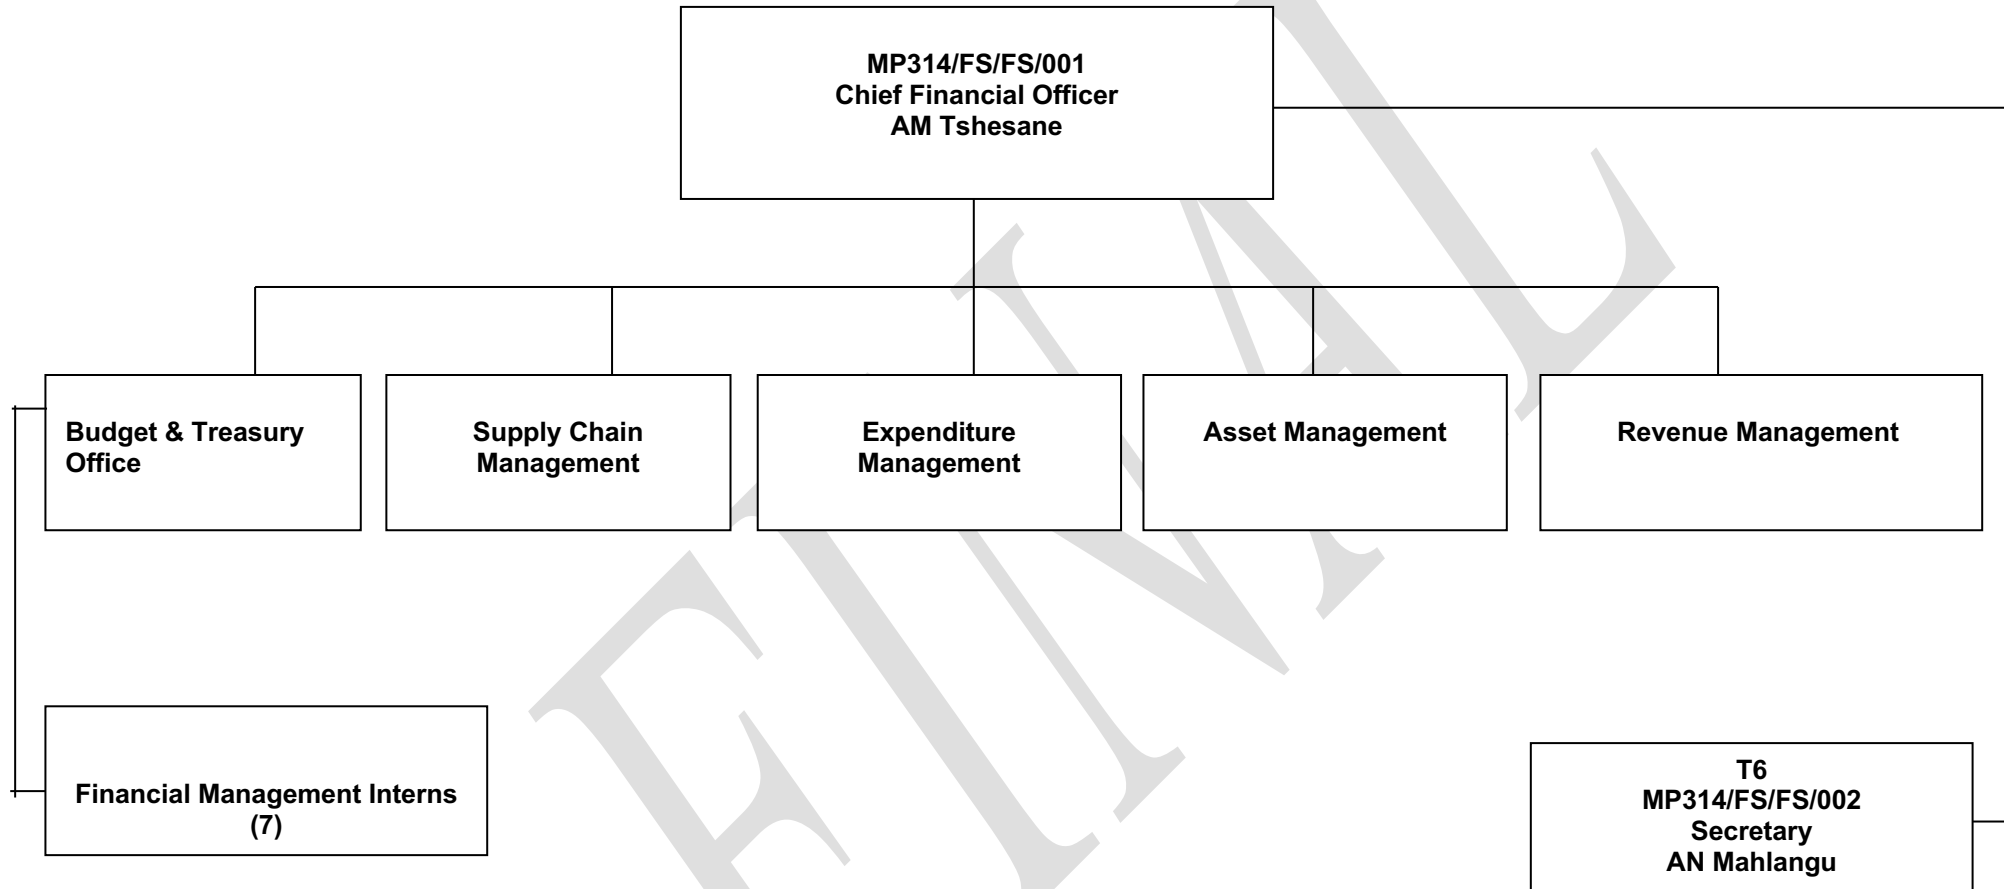 MP314/FS/FS/001
Chief Financial Officer
AM Tshesane
Budget & Treasury
Office
Supply Chain
Management
Expenditure
Management
Asset Management
Revenue Management
Financial Management Interns
(7)
T6
MP314/FS/FS/002
Secretary
AN Mahlangu
FINAL